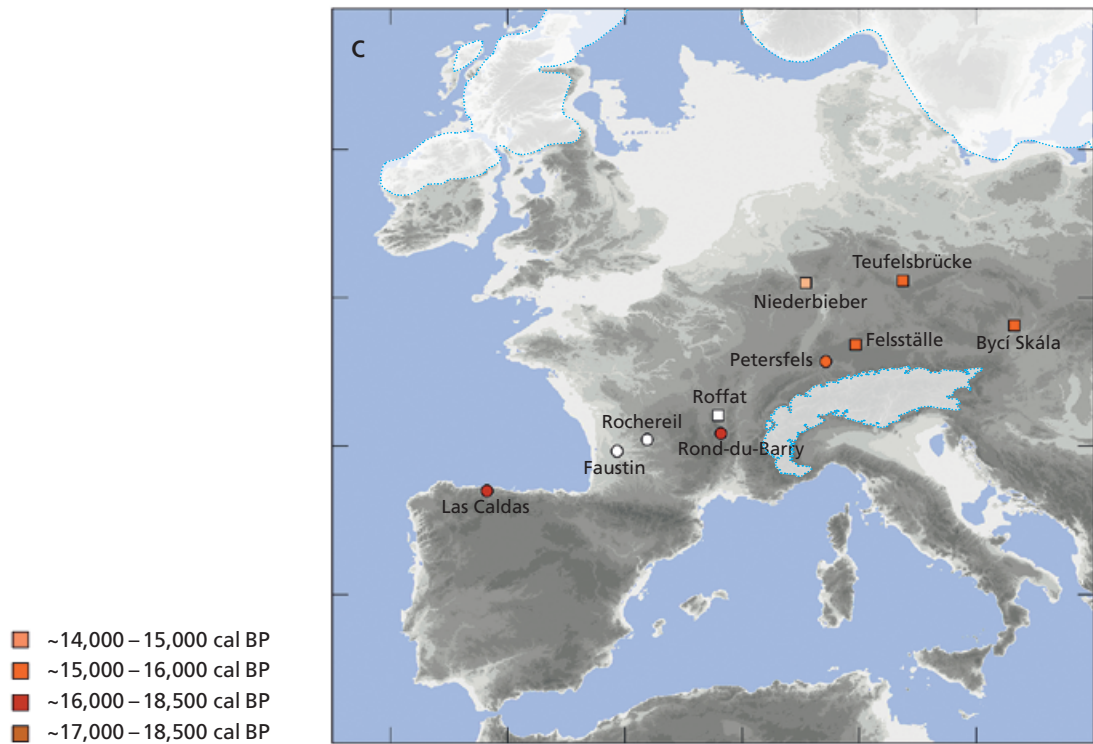 C
Teufelsbrücke
Niederbieber
Felsställe
Bycí Skála
Petersfels
Roffat
Rochereil
Rond-du-Barry
Faustin
Las Caldas
~14,000 – 15,000 cal BP
~15,000 – 16,000 cal BP
~16,000 – 18,500 cal BP
~17,000 – 18,500 cal BP